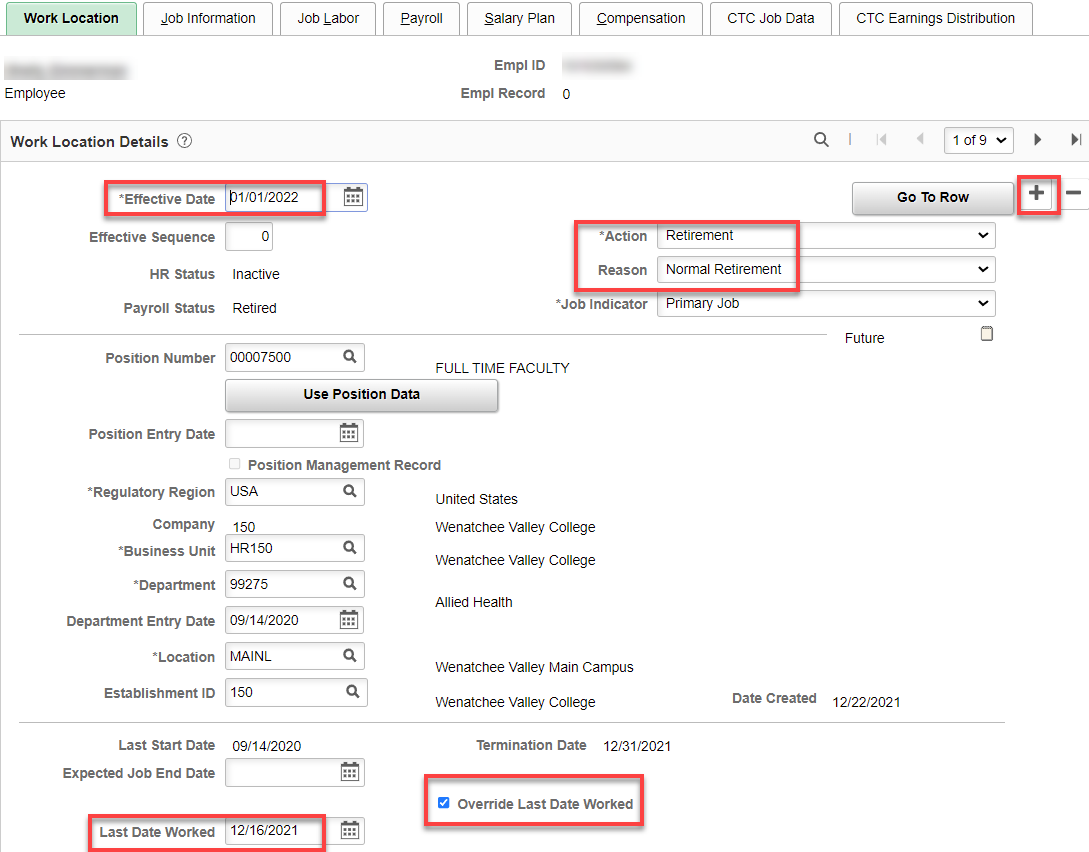 Work Location Job Information Job Labor Payroll Salary Plan Compensation CTC Job Data CTC Earnings Distribution
Empl ID
Employee Empl Record 0
Work Location Details ? 1 of 9
*Effective Date 01/01/2022 Go To Row
Effective Sequence 0 *Action Retirement
HR Status Inactive Reason Normal Retirement
Payroll Status Retired *Job Indicator Primary Job
Future
Position Number 00007500 FULL TIME FACULTY
Use Position Data
Position Entry Date
Position Management Record
*Regulatory Region USA United States
Company 150 Wenatchee Valley College
*Business Unit HR150 Wenatchee Valley College
*Department 99275 Allied Health
Department Entry Date 09/14/2020
*Location MAINL Wenatchee Valley Main Campus
Establishment ID 150 Wenatchee Valley College Date Created 12/22/2021
Last Start Date 09/14/2020 Termination Date 12/31/2021
Expected Job End Date
Override Last Date Worked
Last Date Worked 12/16/2021